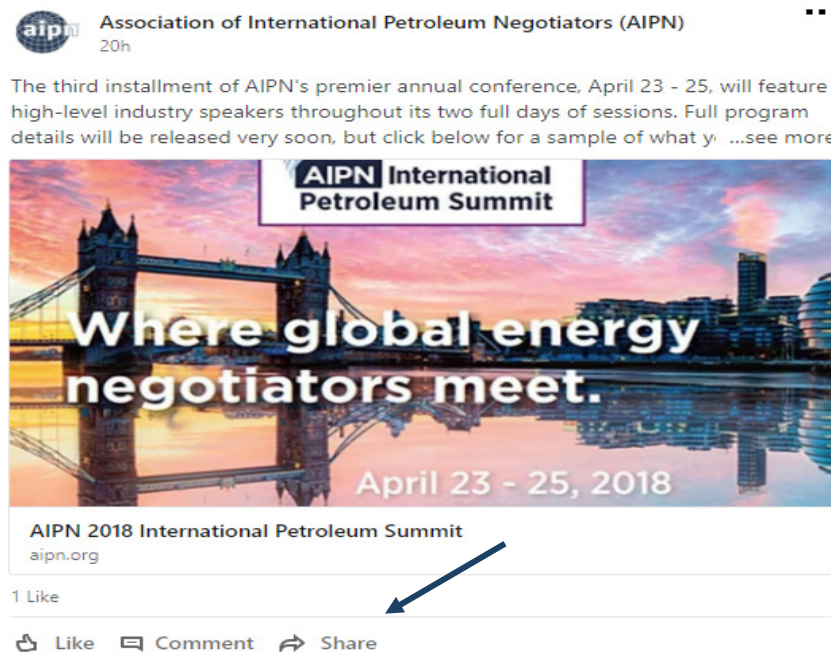 aipn
Association of International Petroleum Negotiators (AIPN)
20h
The third installment of AIPN's premier annual conference, April 23 - 25, will feature
high-level industry speakers throughout its two full days of sessions. Full program
details will be released very soon, but click below for a sample of what y ...see more
AIPN International
Petroleum Summit
Where global energy
negotiators meet.
April 23 - 25, 2018
AIPN 2018 International Petroleum Summit
aipn.org
1 Like
Like Comment Share